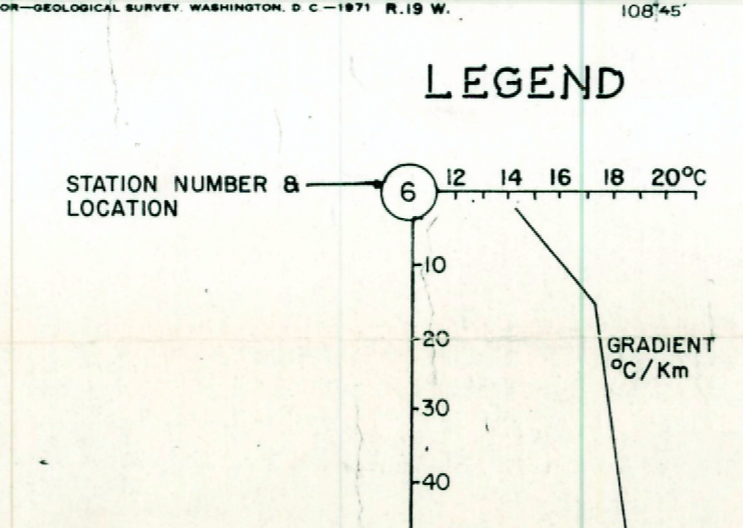 OR—GEOLOGICAL SURVEY, WASHINGTON, D C —1971 R.19 W.
108°45′
LEGEND
STATION NUMBER &
LOCATION
6
12 14 16 18 20°C
10
20
GRADIENT
°C/Km
30
40